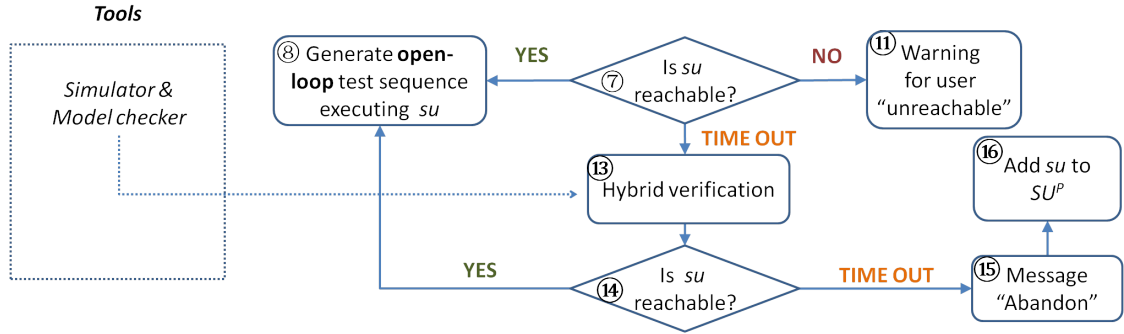 Tools
Simulator &
Model checker
⑧ Generate open-
loop test sequence
executing su
YES
Is su
⑦ reachable?
NO
⑪ Warning
for user
“unreachable”
TIME OUT
⑬
Hybrid verification
⑯ Add su to
SUᴾ
YES
Is su
⑭ reachable?
TIME OUT
⑮ Message
“Abandon”